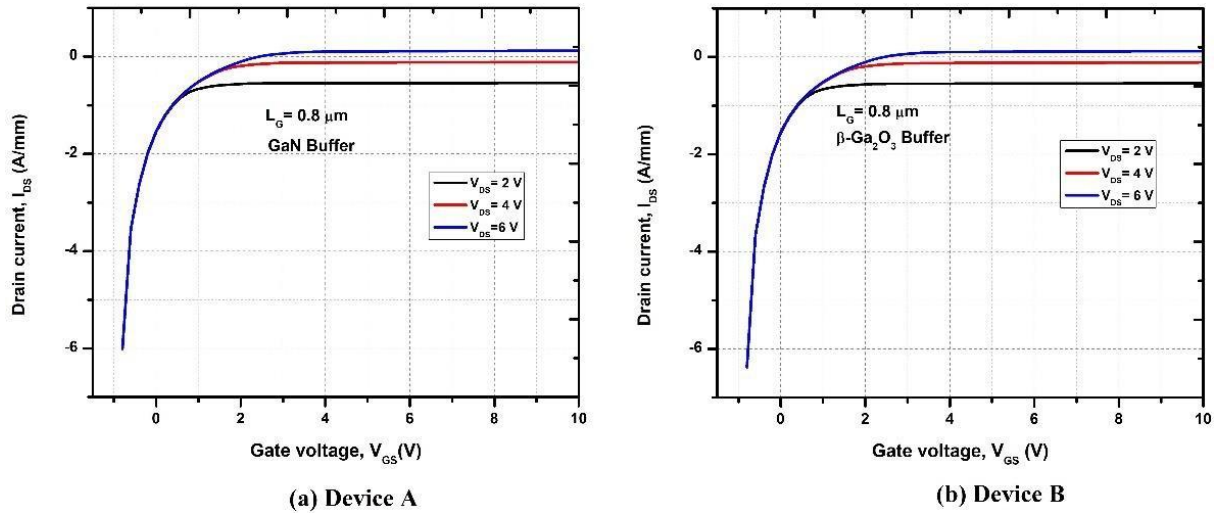 0
-2
-4
-6
0
2
4
6
8
10
Drain current, I_DS (A/mm)
Gate voltage, V_GS(V)
L_G= 0.8 μm
GaN Buffer
V_DS= 2 V
V_DS= 4 V
V_DS=6 V
(a) Device A
0
-2
-4
-6
0
2
4
6
8
10
Drain current, I_DS (A/mm)
Gate voltage, V_GS (V)
L_G= 0.8 μm
β-Ga₂O₃ Buffer
V_DS= 2 V
V_DS= 4 V
V_DS= 6 V
(b) Device B